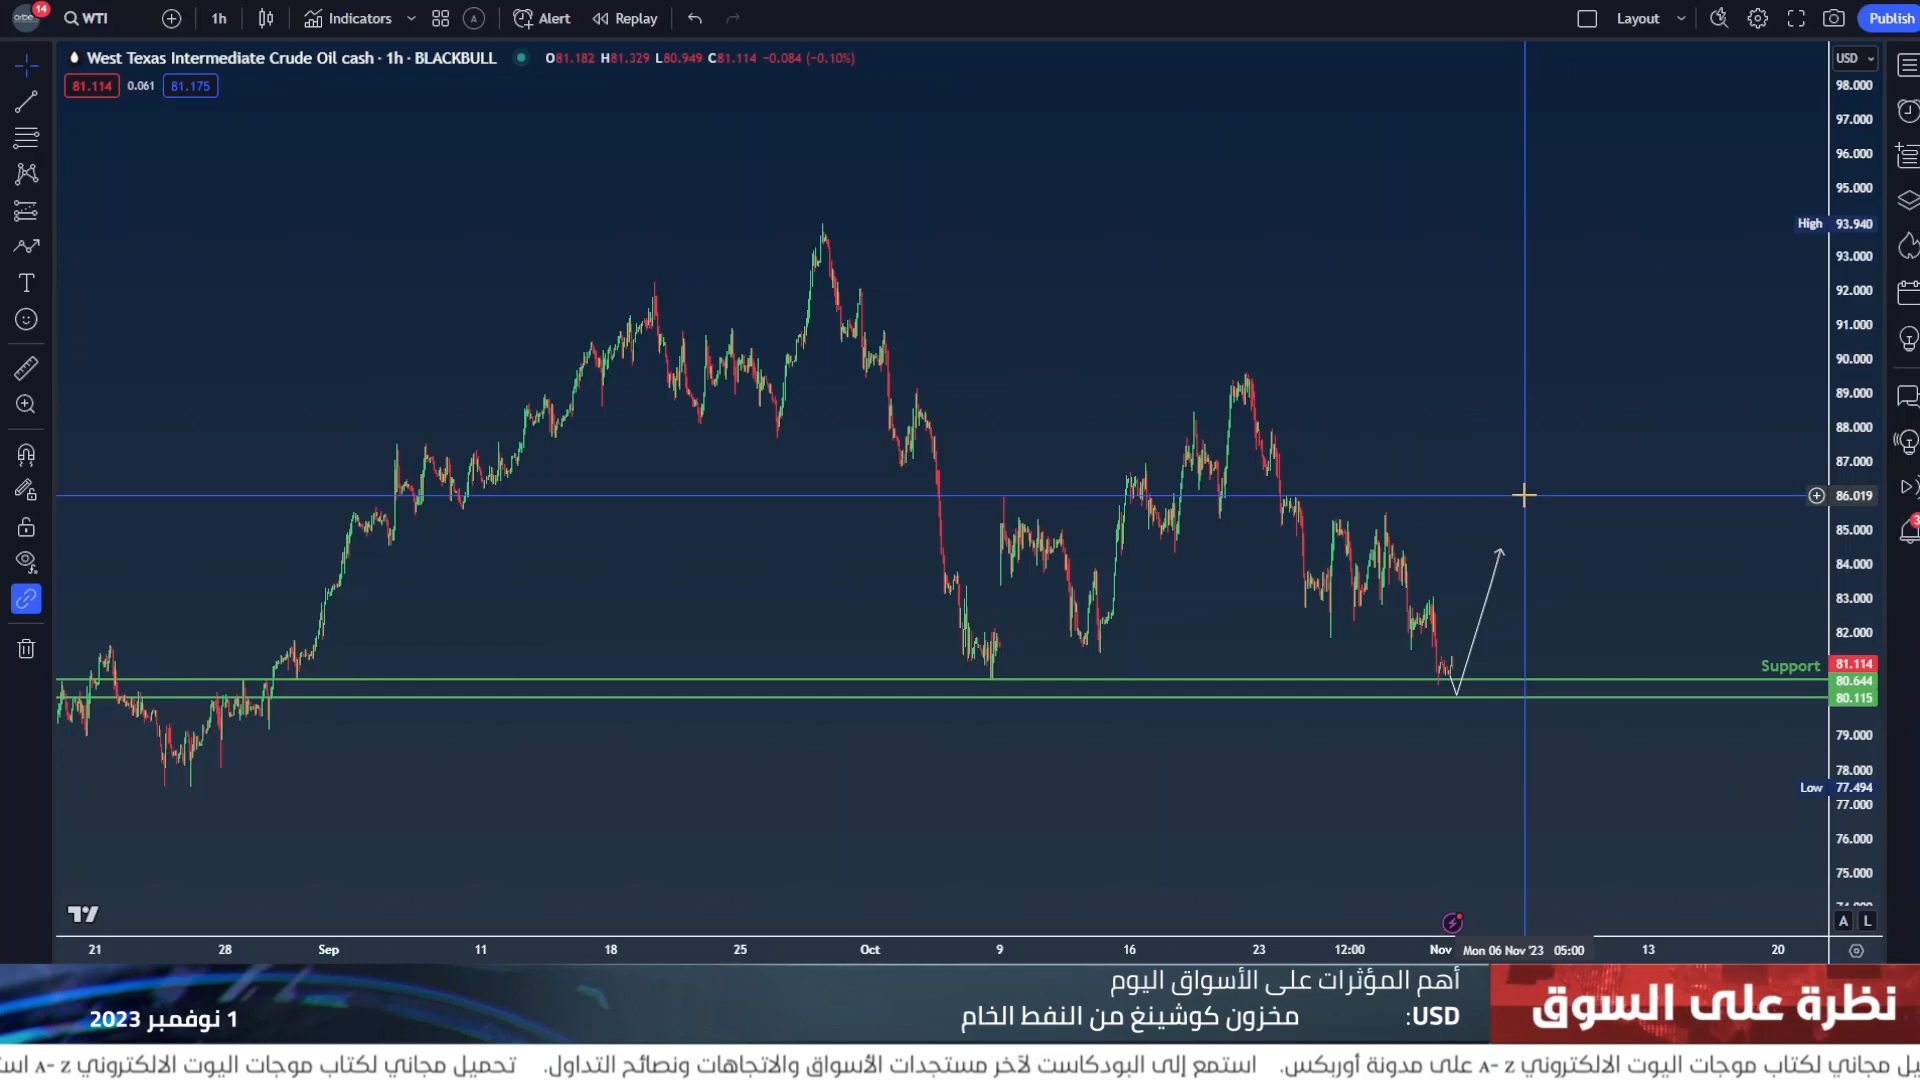 14
WTI
1h
Indicators
A
Alert
Replay
Layout
Publish
West Texas Intermediate Crude Oil cash · 1h · BLACKBULL O81.182 H81.329 L80.949 C81.114 −0.084 (−0.10%)
81.114 0.061 81.175
USD
98.000
97.000
96.000
95.000
High 93.940
93.000
92.000
91.000
90.000
89.000
88.000
87.000
86.019
85.000
84.000
83.000
82.000
Support 81.114
80.644
80.115
79.000
78.000
Low 77.494
77.000
76.000
75.000
A L
21 28 Sep 11 18 25 Oct 9 16 23 12:00 Nov Mon 06 Nov '23 05:00 13 20
نظرة على السوق
أهم المؤثرات على الأسواق اليوم
USD: مخزون كوشينغ من النفط الخام
1 نوفمبر 2023
مجاني لكتاب موجات اليوت الالكتروني A- Z على مدونة أوربكس. استمع إلى البودكاست لآخر مستجدات الأسواق والاتجاهات ونصائح التداول. تحميل مجاني لكتاب موجات اليوت الالكتروني A- Z